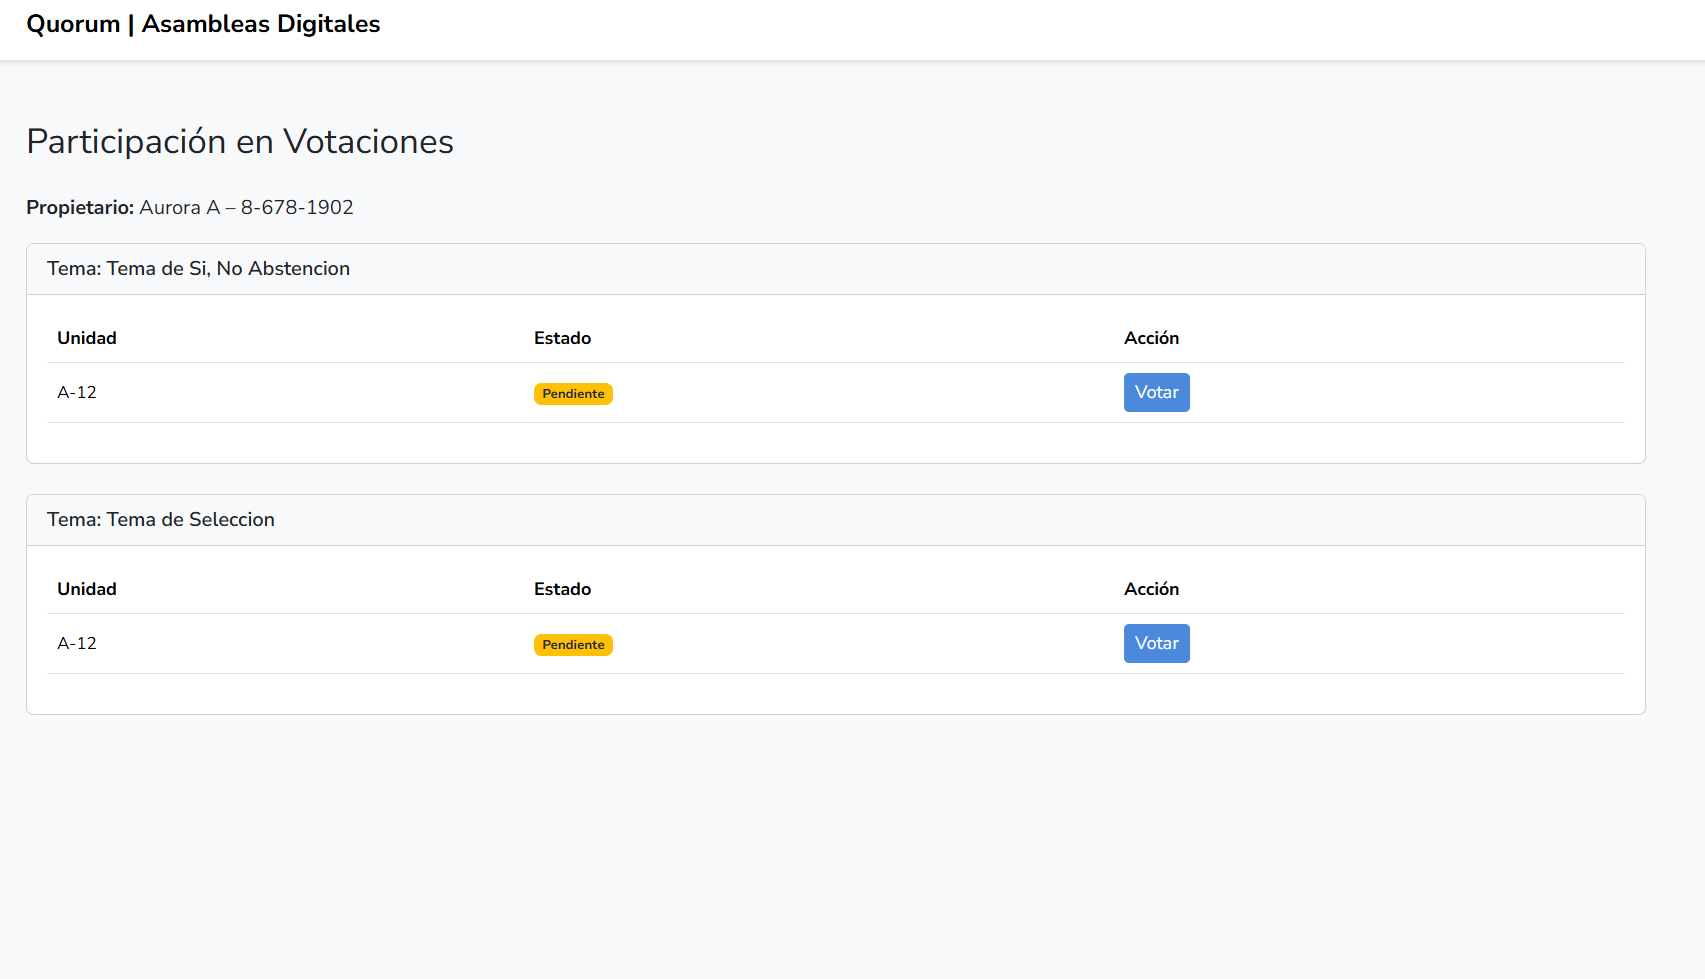 Quorum | Asambleas Digitales
Participación en Votaciones
Propietario: Aurora A – 8-678-1902
Tema: Tema de Si, No Abstencion
Unidad Estado Acción
A-12 Pendiente Votar
Tema: Tema de Seleccion
Unidad Estado Acción
A-12 Pendiente Votar